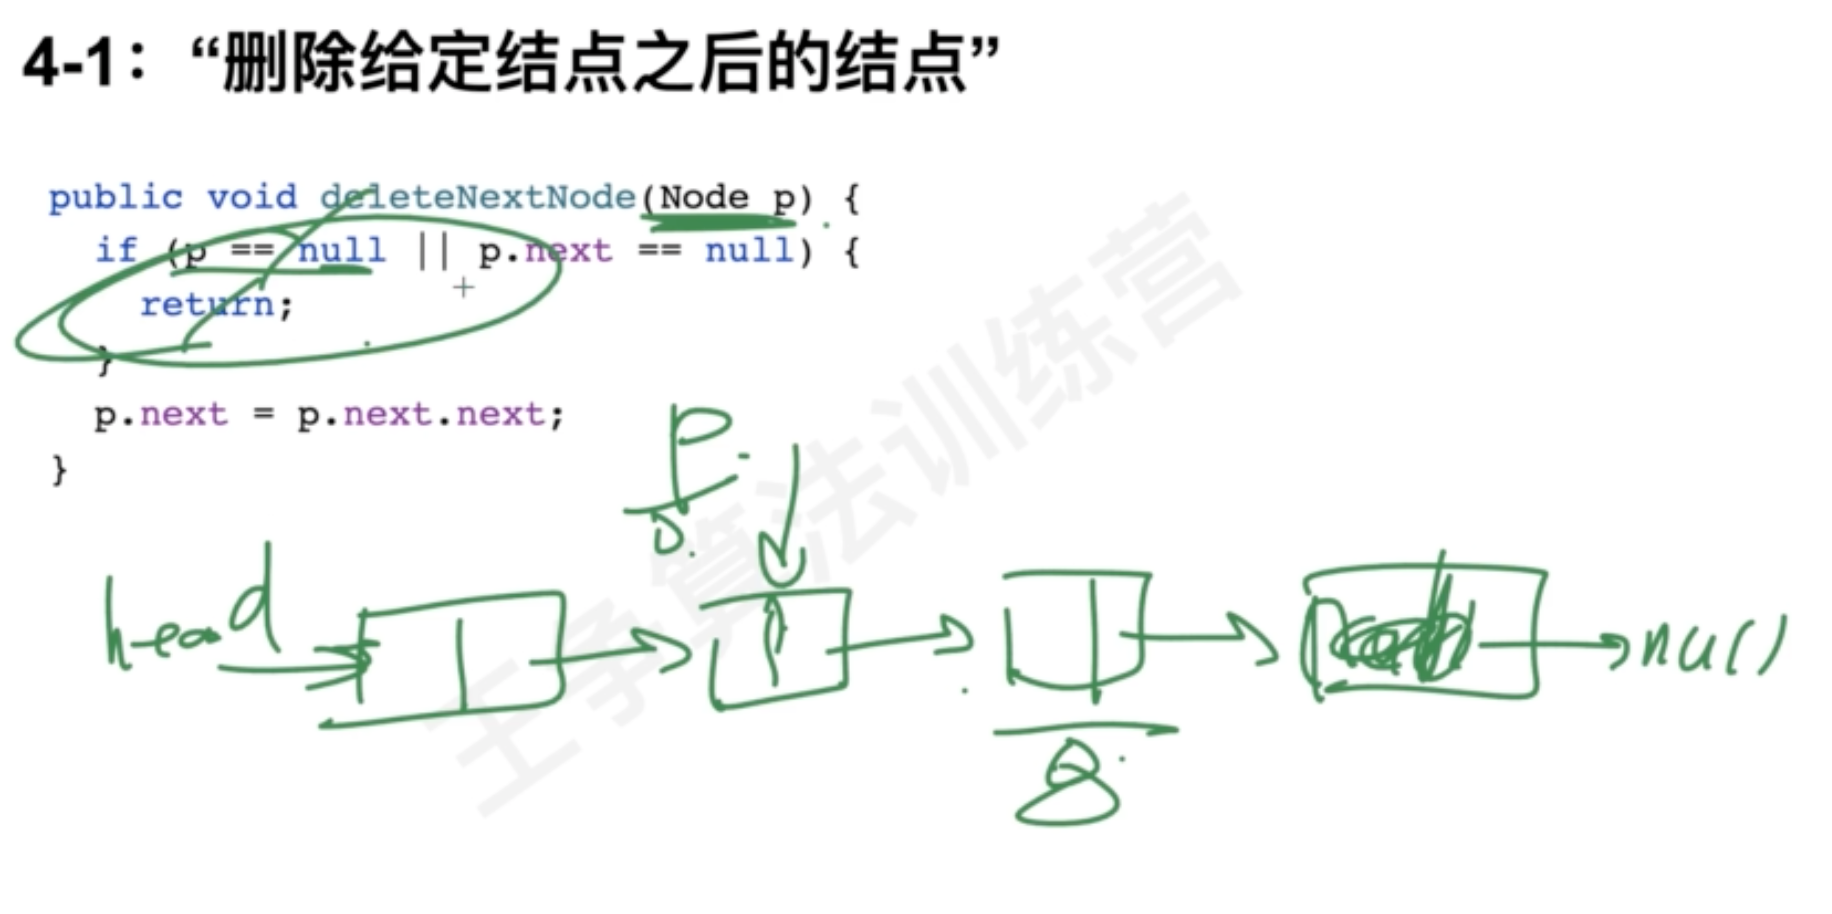 4-1：“删除给定结点之后的结点”
public void deleteNextNode(Node p) {
if (p == null || p.next == null) {
return;
}
p.next = p.next.next;
}
p
head
null
王争算法训练营